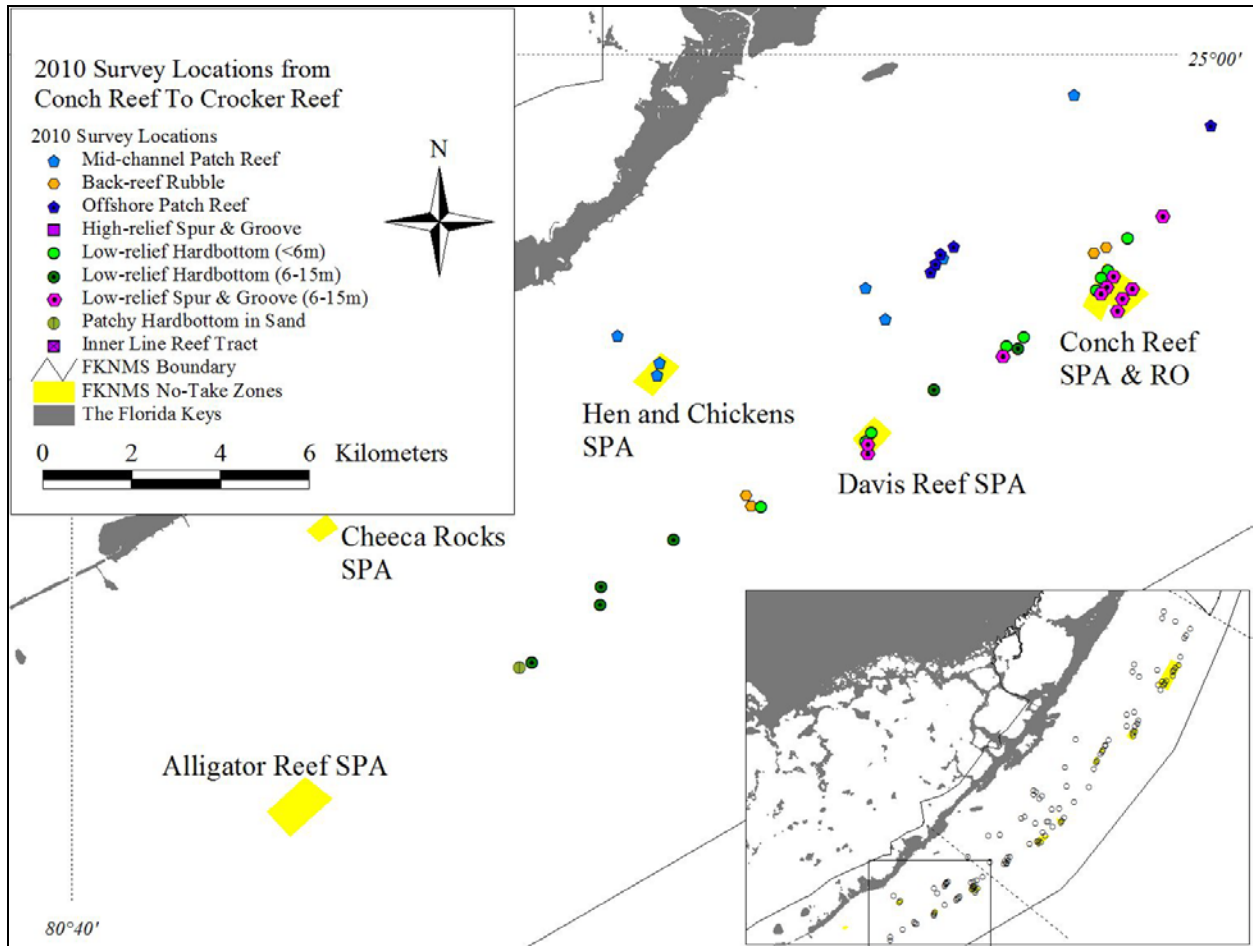 2010 Survey Locations from
Conch Reef To Crocker Reef
2010 Survey Locations
Mid-channel Patch Reef
Back-reef Rubble
Offshore Patch Reef
High-relief Spur & Groove
Low-relief Hardbottom (<6m)
Low-relief Hardbottom (6-15m)
Low-relief Spur & Groove (6-15m)
Patchy Hardbottom in Sand
Inner Line Reef Tract
FKNMS Boundary
FKNMS No-Take Zones
The Florida Keys
N
0 2 4 6 Kilometers
25°00'
Conch Reef
SPA & RO
Hen and Chickens
SPA
Davis Reef SPA
Cheeca Rocks
SPA
Alligator Reef SPA
80°40'